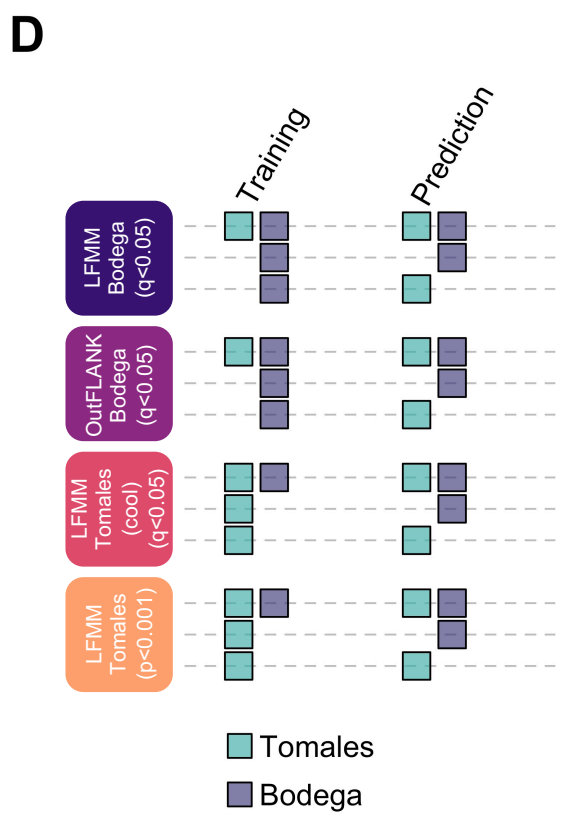 D
Training
Prediction
LFMM
Bodega
(q<0.05)
OutFLANK
Bodega
(q<0.05)
LFMM
Tomales
(cool)
(q<0.05)
LFMM
Tomales
(p<0.001)
Tomales
Bodega